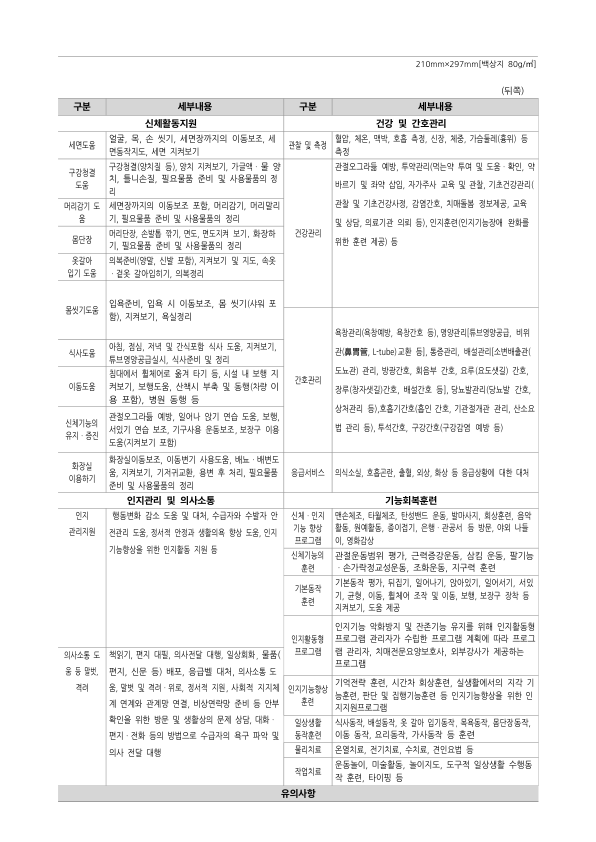 210mm×297mm[백상지 80g/㎡]
(뒤쪽)
구분 세부내용 구분 세부내용
신체활동지원
세면도움
얼굴, 목, 손 씻기, 세면장까지의 이동보조, 세
면동작지도, 세면 지켜보기
구강청결
도움
구강청결(양치질 등), 양치 지켜보기, 가글액ㆍ물 양
치, 틀니손질, 필요물품 준비 및 사용물품의 정
리
머리감기 도
움
세면장까지의 이동보조 포함, 머리감기, 머리말리
기, 필요물품 준비 및 사용물품의 정리
몸단장
머리단장, 손발톱 깎기, 면도, 면도지켜 보기, 화장하
기, 필요물품 준비 및 사용물품의 정리
옷갈아
입기 도움
의복준비(양말, 신발 포함), 지켜보기 및 지도, 속옷
ㆍ겉옷 갈아입히기, 의복정리
몸씻기도움
입욕준비, 입욕 시 이동보조, 몸 씻기(샤워 포
함), 지켜보기, 욕실정리
식사도움
아침, 점심, 저녁 및 간식포함 식사 도움, 지켜보기,
튜브영양공급실시, 식사준비 및 정리
이동도움
침대에서 휠체어로 옮겨 타기 등, 시설 내 보행 지
켜보기, 보행도움, 산책시 부축 및 동행(차량 이
용 포함), 병원 동행 등
신체기능의
유지ㆍ증진
관절오그라듦 예방, 일어나 앉기 연습 도움, 보행,
서있기 연습 보조, 기구사용 운동보조, 보장구 이용
도움(지켜보기 포함)
화장실
이용하기
화장실이동보조, 이동변기 사용도움, 배뇨ㆍ배변도
움, 지켜보기, 기저귀교환, 용변 후 처리, 필요물품
준비 및 사용물품의 정리
인지관리 및 의사소통
인지
관리지원
행동변화 감소 도움 및 대처, 수급자와 수발자 안
전관리 도움, 정서적 안정과 생활의욕 향상 도움, 인지
기능향상을 위한 인지활동 지원 등
의사소통 도
움 등 말벗,
격려
책읽기, 편지 대필, 의사전달 대행, 일상회화, 물품(
편지, 신문 등) 배포, 응급벨 대처, 의사소통 도
움, 말벗 및 격려ㆍ위로, 정서적 지원, 사회적 지지체
계 연계와 관계망 연결, 비상연락망 준비 등 안부
확인을 위한 방문 및 생활상의 문제 상담, 대화ㆍ
편지ㆍ전화 등의 방법으로 수급자의 욕구 파악 및
의사 전달 대행
건강 및 간호관리
관찰 및 측정
혈압, 체온, 맥박, 호흡 측정, 신장, 체중, 가슴둘레(흉위) 등
측정
건강관리
관절오그라듦 예방, 투약관리(먹는약 투여 및 도움ㆍ확인, 약
바르기 및 좌약 삽입, 자가주사 교육 및 관찰, 기초건강관리(
관찰 및 기초건강사정, 감염간호, 치매돌봄 정보제공, 교육
및 상담, 의료기관 의뢰 등), 인지훈련(인지기능장애 완화를
위한 훈련 제공) 등
간호관리
욕창관리(욕창예방, 욕창간호 등), 영양관리[튜브영양공급, 비위
관(鼻胃管, L-tube)교환 등], 통증관리, 배설관리[소변배출관(
도뇨관) 관리, 방광간호, 회음부 간호, 요루(요도샛길) 간호,
장루(창자샛길)간호, 배설간호 등], 당뇨발관리(당뇨발 간호,
상처관리 등),호흡기간호(흡인 간호, 기관절개관 관리, 산소요
법 관리 등), 투석간호, 구강간호(구강감염 예방 등)
응급서비스
의식소실, 호흡곤란, 출혈, 외상, 화상 등 응급상황에 대한 대처
기능회복훈련
신체ㆍ인지
기능 향상
프로그램
맨손체조, 타월체조, 탄성밴드 운동, 발마사지, 회상훈련, 음악
활동, 원예활동, 종이접기, 은행ㆍ관공서 등 방문, 야외 나들
이, 영화감상
신체기능의
훈련
관절운동범위 평가, 근력증강운동, 삼킴 운동, 팔기능
ㆍ손가락정교성운동, 조화운동, 지구력 훈련
기본동작
훈련
기본동작 평가, 뒤집기, 일어나기, 앉아있기, 일어서기, 서있
기, 균형, 이동, 휠체어 조작 및 이동, 보행, 보장구 장착 등
지켜보기, 도움 제공
인지활동형
프로그램
인지기능 악화방지 및 잔존기능 유지를 위해 인지활동형
프로그램 관리자가 수립한 프로그램 계획에 따라 프로그
램 관리자, 치매전문요양보호사, 외부강사가 제공하는
프로그램
인지기능향상
훈련
기억전략 훈련, 시간차 회상훈련, 실생활에서의 지각 기
능훈련, 판단 및 집행기능훈련 등 인지기능향상을 위한 인
지지원프로그램
일상생활
동작훈련
식사동작, 배설동작, 옷 갈아 입기동작, 목욕동작, 몸단장동작,
이동 동작, 요리동작, 가사동작 등 훈련
물리치료
온열치료, 전기치료, 수치료, 견인요법 등
작업치료
운동놀이, 미술활동, 놀이지도, 도구적 일상생활 수행동
작 훈련, 타이핑 등
유의사항